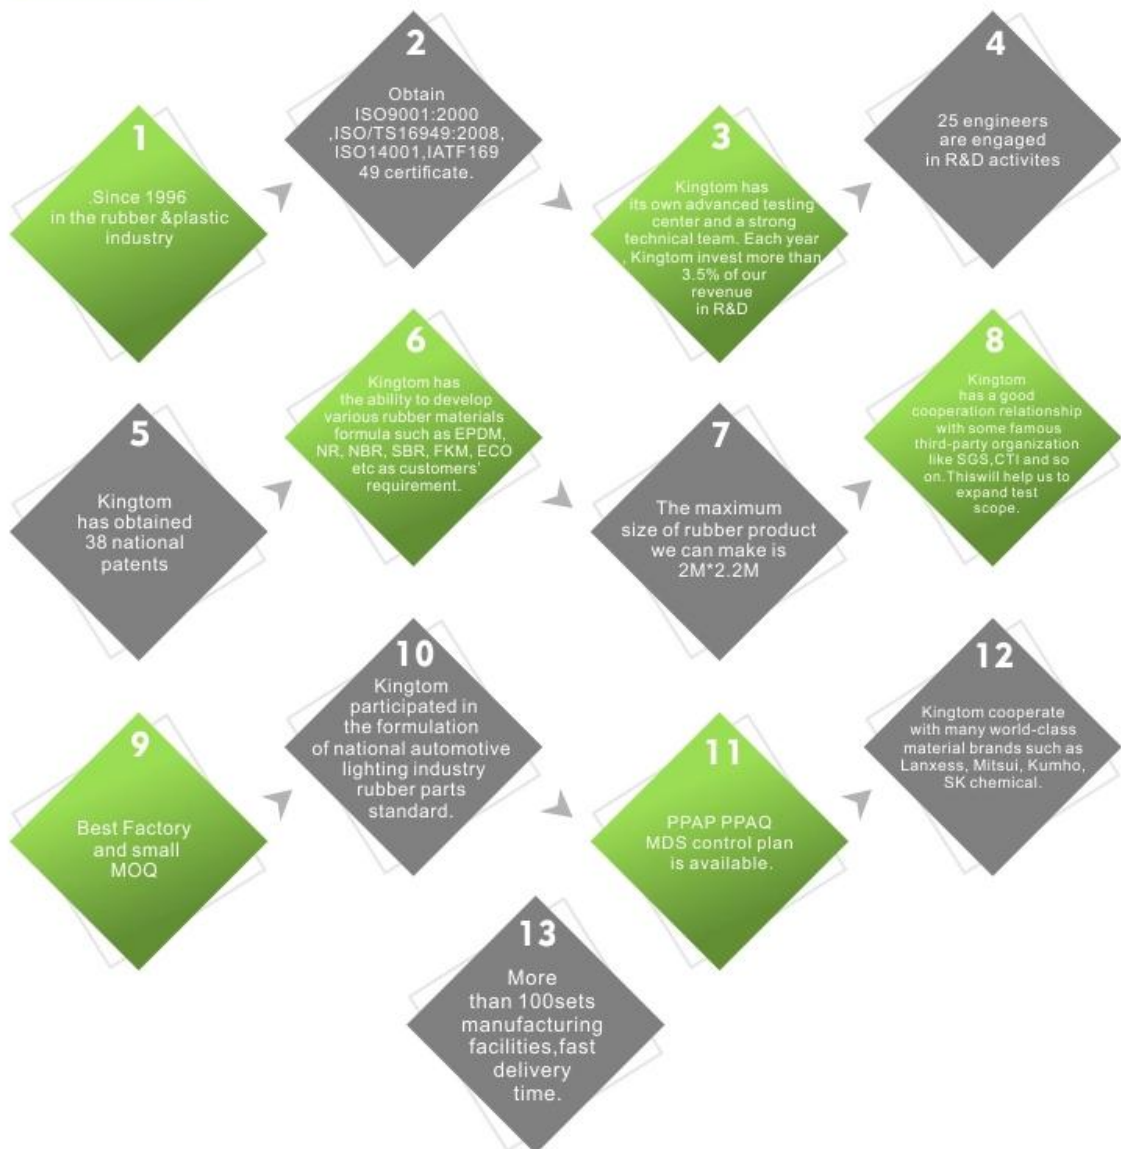 1
.Since 1996
in the rubber &plastic
industry
2
Obtain
ISO9001:2000
,ISO/TS16949:2008,
ISO14001,IATF169
49 certificate.
3
Kingtom has
its own advanced testing
center and a strong
technical team. Each year
, Kingtom invest more than
3.5% of our
revenue
in R&D
4
25 engineers
are engaged
in R&D activites
5
Kingtom
has obtained
38 national
patents
6
Kingtom has
the ability to develop
various rubber materials
formula such as EPDM,
NR, NBR, SBR, FKM, ECO
etc as customers'
requirement.
7
The maximum
size of rubber product
we can make is
2M*2.2M
8
Kingtom
has a good
cooperation relationship
with some famous
third-party organization
like SGS,CTI and so
on.Thiswill help us to
expand test
scope.
9
Best Factory
and small
MOQ
10
Kingtom
participated in
the formulation
of national automotive
lighting industry
rubber parts
standard.
11
PPAP PPAQ
MDS control plan
is available.
12
Kingtom cooperate
with many world-class
material brands such as
Lanxess, Mitsui, Kumho,
SK chemical.
13
More
than 100sets
manufacturing
facilities,fast
delivery
time.